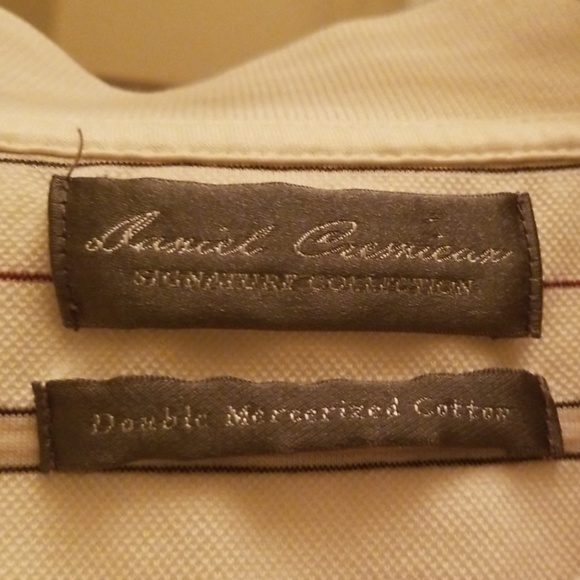 Daniel Cremieux
SIGNATURE COLLECTION
Double Mercerized Cotton